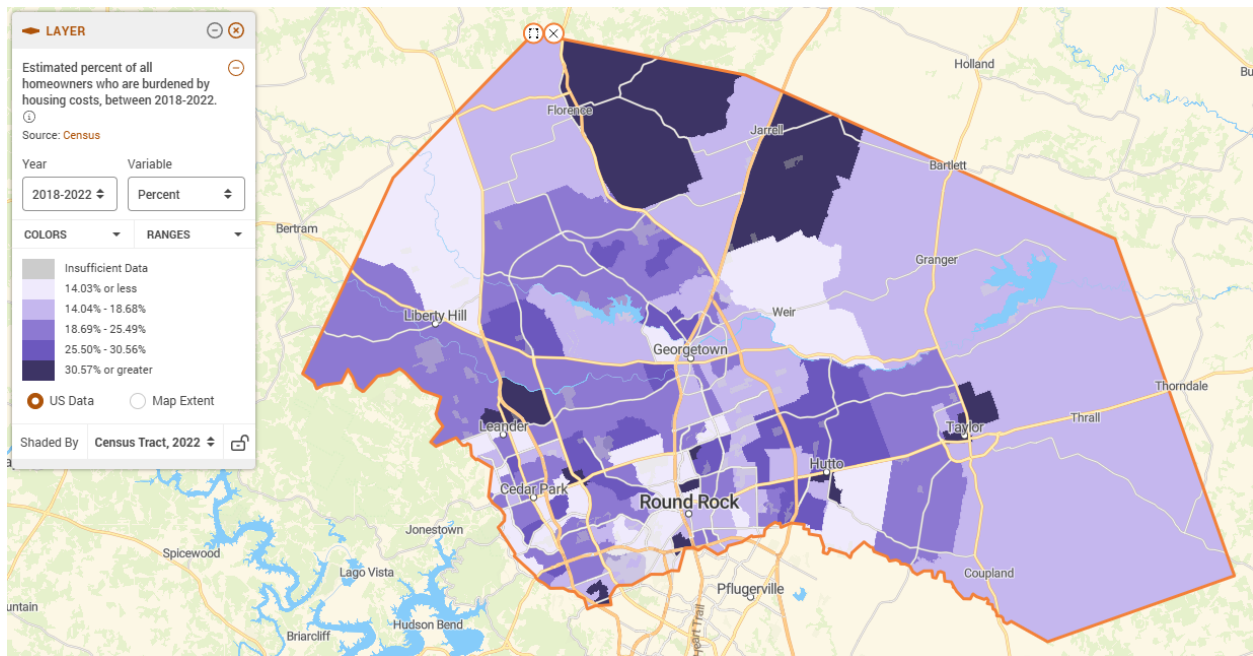 LAYER
Estimated percent of all
homeowners who are burdened by
housing costs, between 2018-2022.
Source: Census
Year Variable
2018-2022 Percent
COLORS RANGES
Insufficient Data
14.03% or less
14.04% - 18.68%
18.69% - 25.49%
25.50% - 30.56%
30.57% or greater
US Data Map Extent
Shaded By Census Tract, 2022
Holland
Bu
Florence
Jarrell
Bartlett
Bertram
Granger
Liberty Hill
Weir
Georgetown
Thorndale
Leander
Taylor
Thrall
Hutto
Cedar Park
Round Rock
Jonestown
Spicewood
Lago Vista
Coupland
Pflugerville
untain
Hudson Bend
Briarcliff
Heart Trail